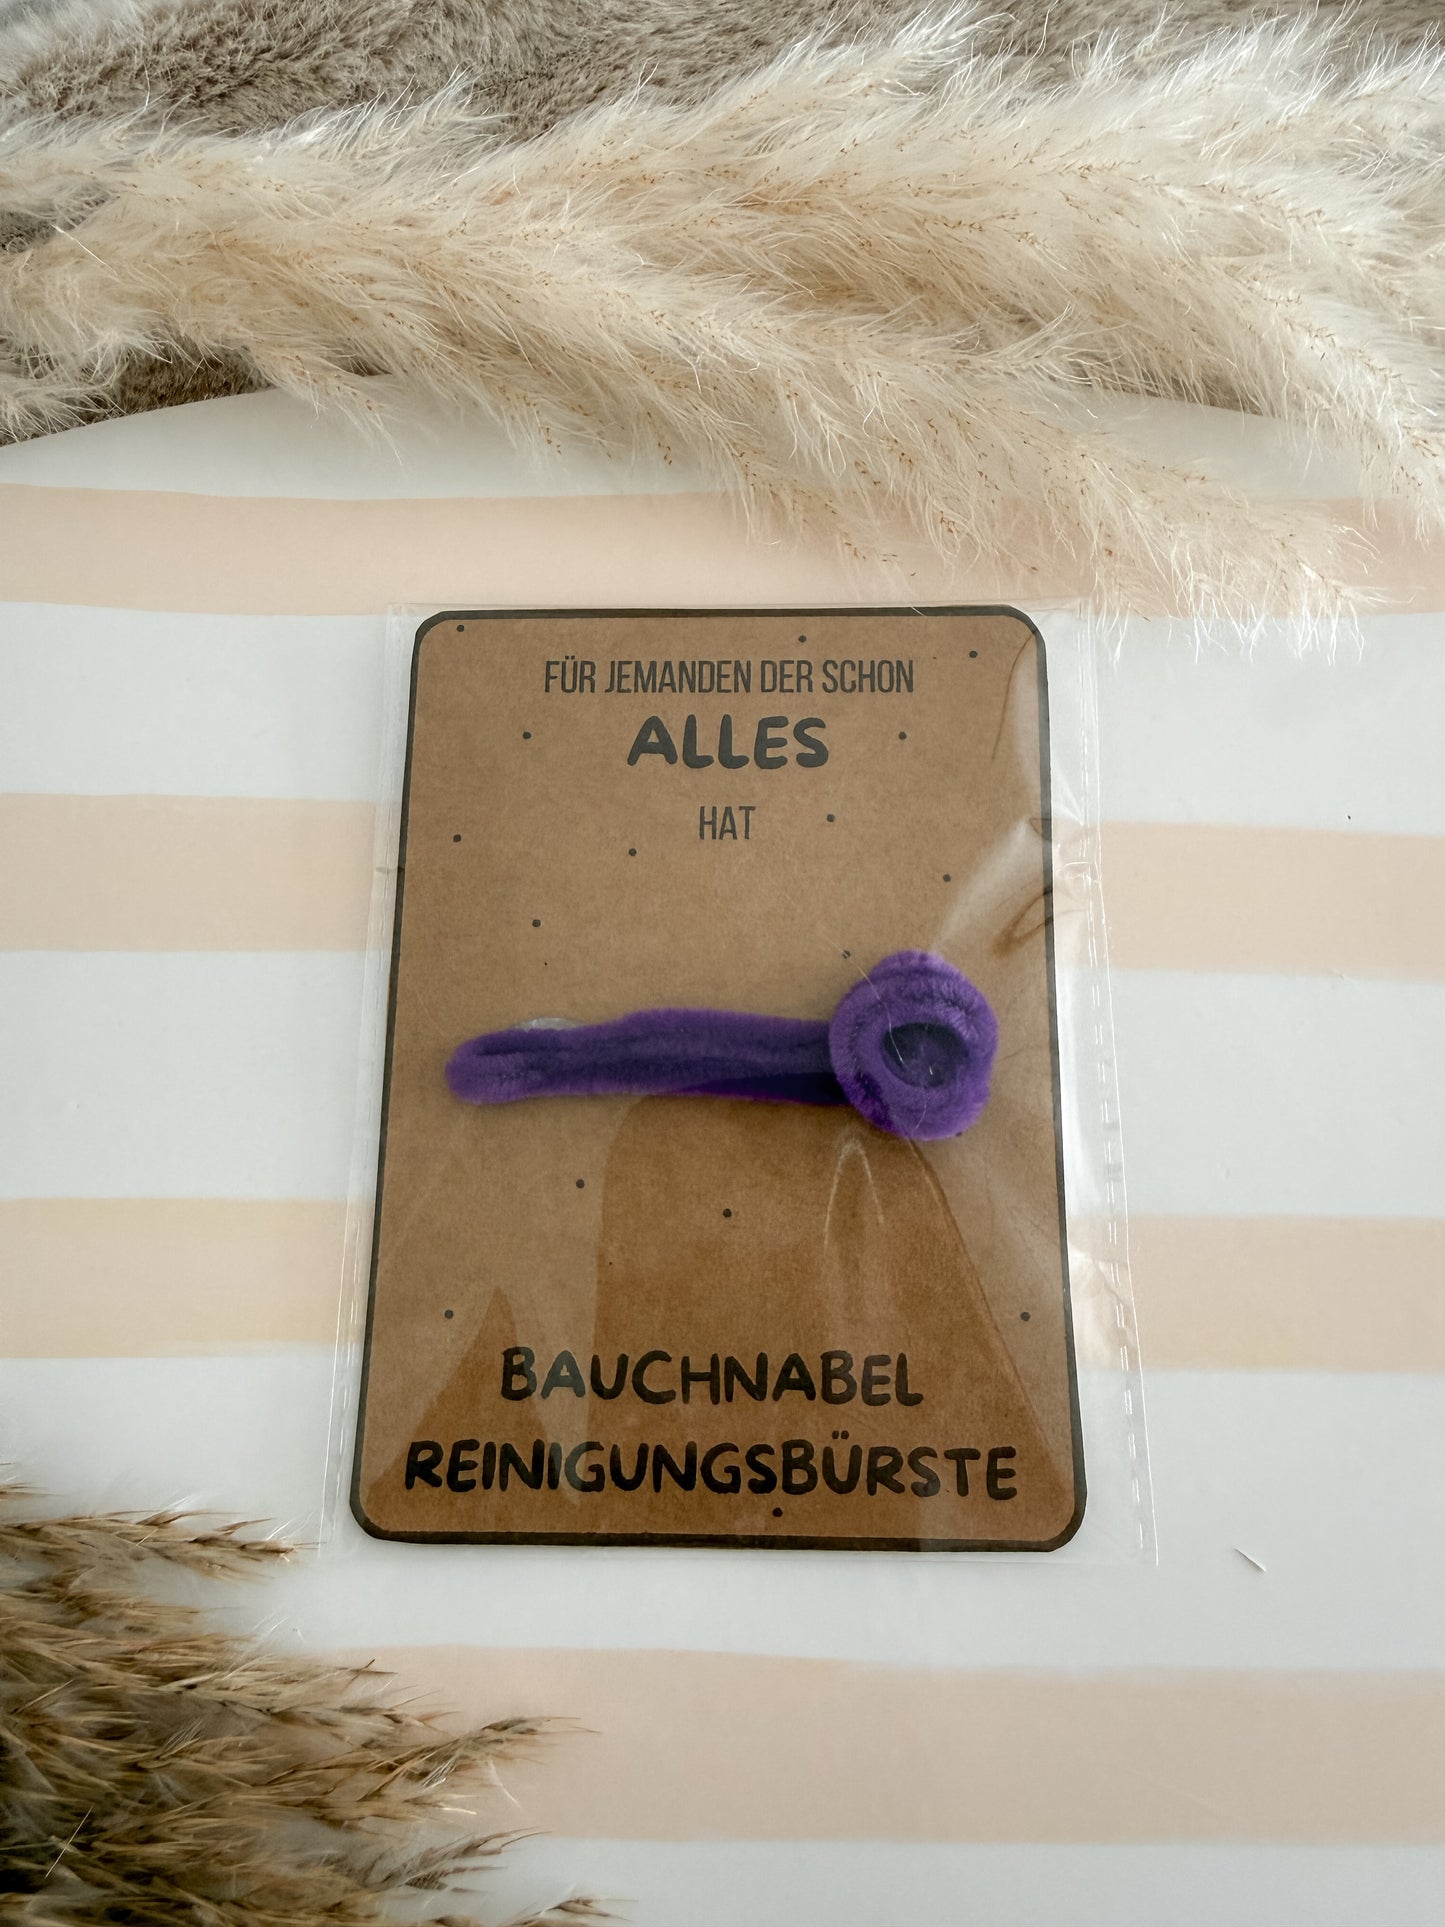 FÜR JEMANDEN DER SCHON
ALLES
HAT
BAUCHNABEL
REINIGUNGSBÜRSTE